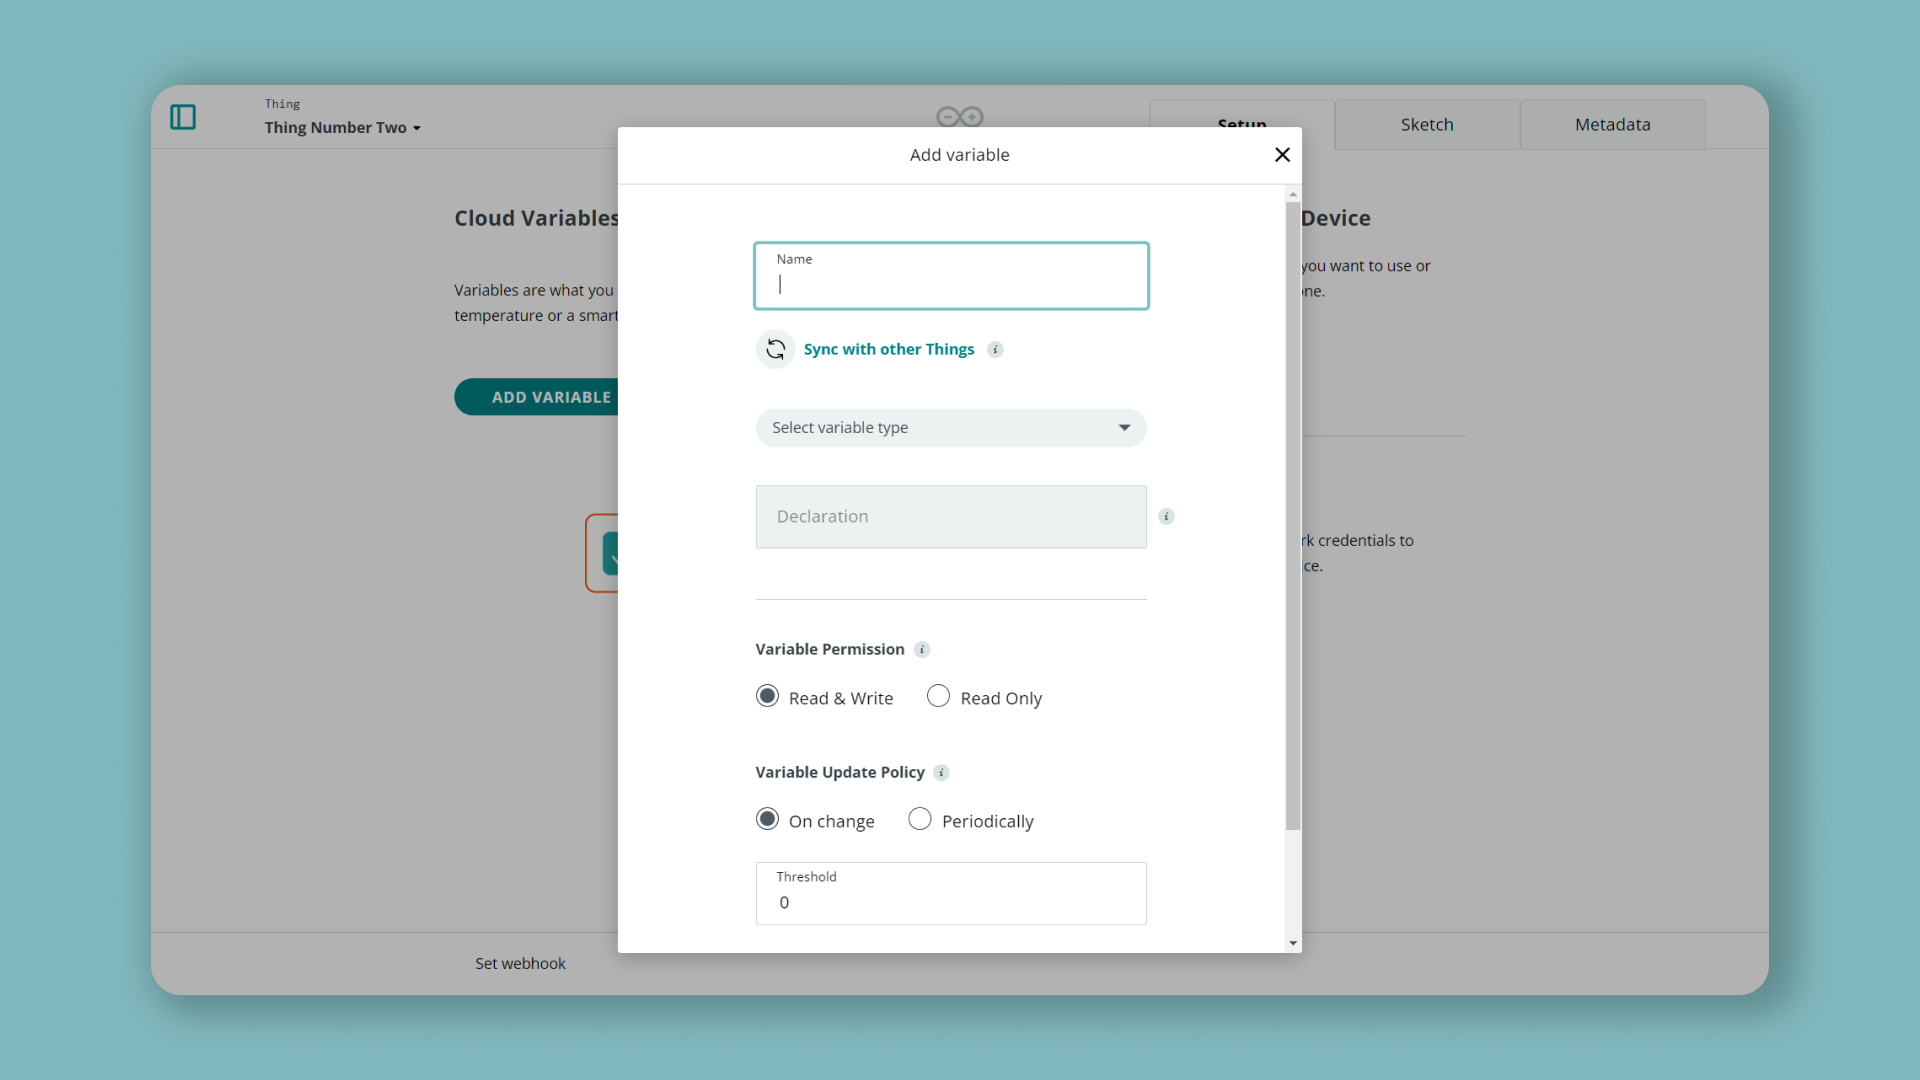 Thing
Thing Number Two
Setup
Sketch
Metadata
Add variable
Cloud Variables
Device
Variables are what you
temperature or a smart
you want to use or
ne.
ADD VARIABLE
Name
Sync with other Things
Select variable type
Declaration
rk credentials to
ice.
Variable Permission
Read & Write
Read Only
Variable Update Policy
On change
Periodically
Threshold
0
Set webhook